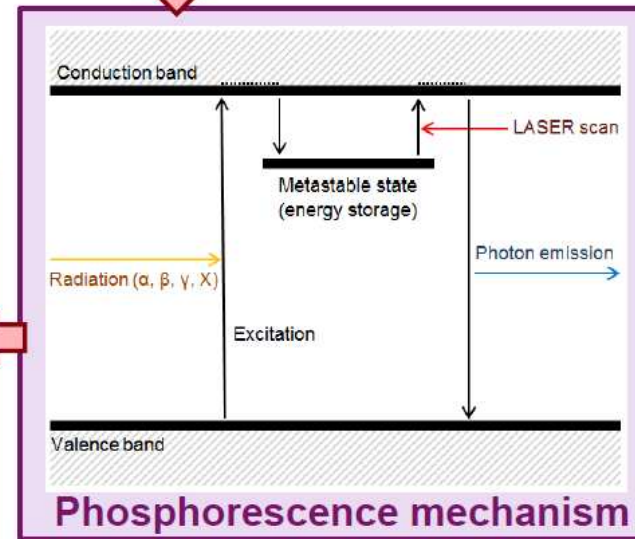 Conduction band
LASER scan
Metastable state
(energy storage)
Photon emission
Radiation (α, β, γ, X)
Excitation
Valence band
Phosphorescence mechanism